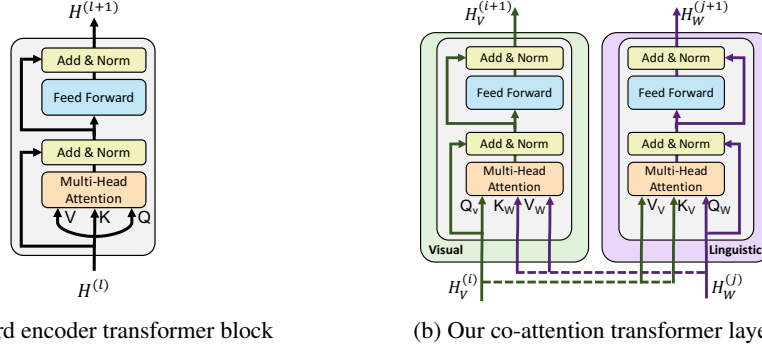 H^(l+1)
Add & Norm
Feed Forward
Add & Norm
Multi-Head
Attention
V K Q
H^(l)
rd encoder transformer block
H_V^(i+1)
H_W^(j+1)
Add & Norm
Feed Forward
Add & Norm
Multi-Head
Attention
Q_v K_W V_W
Visual
H_V^(i)
Add & Norm
Feed Forward
Add & Norm
Multi-Head
Attention
V_V K_V Q_W
Linguistic
H_W^(j)
(b) Our co-attention transformer laye